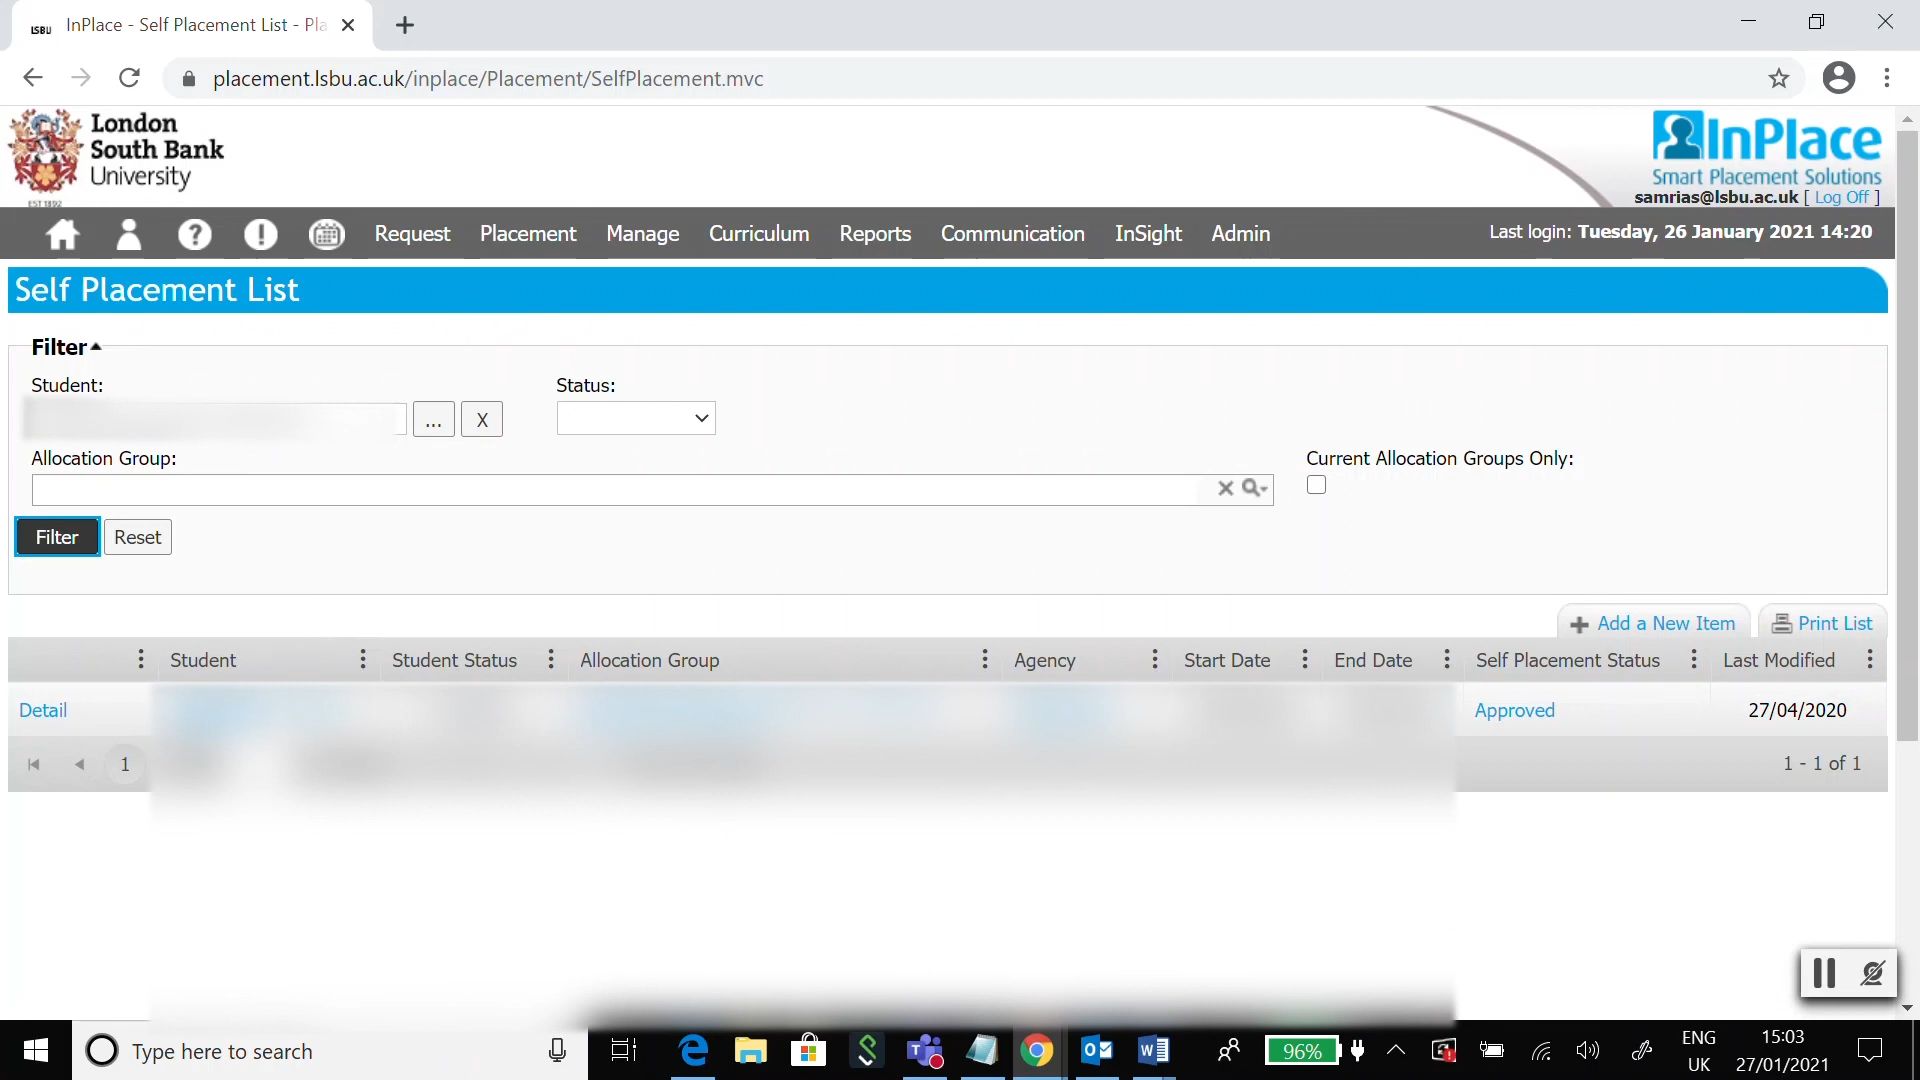 LSBU InPlace - Self Placement List - Pla
placement.lsbu.ac.uk/inplace/Placement/SelfPlacement.mvc
London
South Bank
University
EST 1892
InPlace
Smart Placement Solutions
samrias@lsbu.ac.uk [ Log Off ]
Request Placement Manage Curriculum Reports Communication InSight Admin Last login: Tuesday, 26 January 2021 14:20
Self Placement List
Filter
Student: Status:
... X
Allocation Group: Current Allocation Groups Only:
Filter Reset
Add a New Item Print List
Student Student Status Allocation Group Agency Start Date End Date Self Placement Status Last Modified
Detail Approved 27/04/2020
1 1 - 1 of 1
Type here to search 96% ENG 15:03
UK 27/01/2021